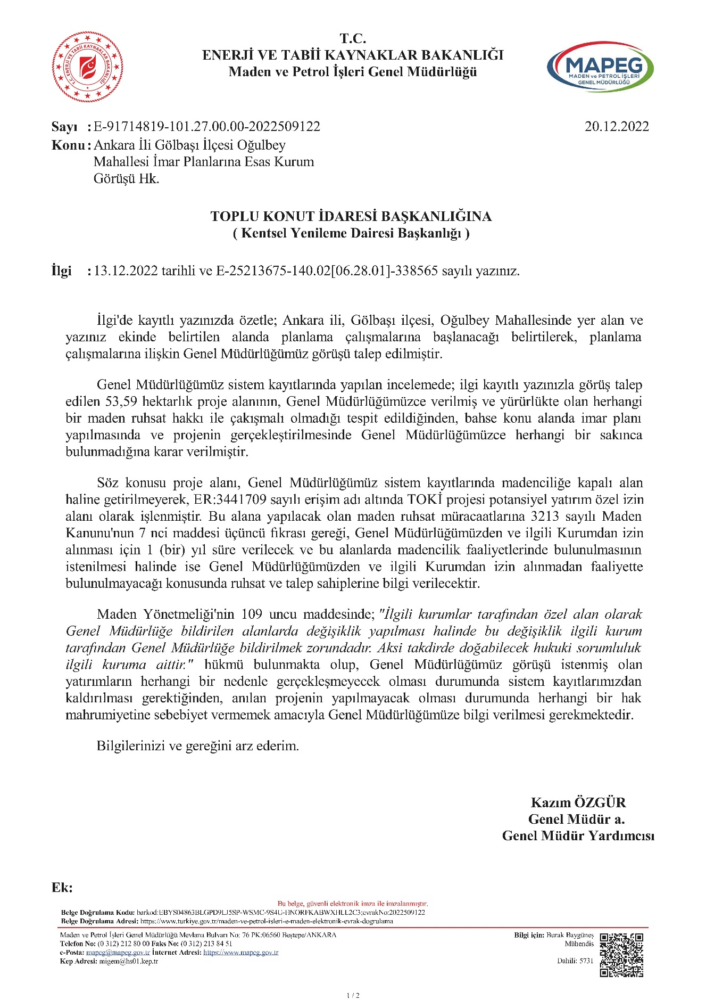 T.C.
ENERJİ VE TABİİ KAYNAKLAR BAKANLIĞI
Maden ve Petrol İşleri Genel Müdürlüğü
T.C. ENERJİ VE TABİİ KAYNAKLAR BAKANLIĞI
MAPEG
MADEN ve PETROL İŞLERİ
GENEL MÜDÜRLÜĞÜ
Sayı : E-91714819-101.27.00.00-2022509122 20.12.2022
Konu : Ankara İli Gölbaşı İlçesi Oğulbey
Mahallesi İmar Planlarına Esas Kurum
Görüşü Hk.
TOPLU KONUT İDARESİ BAŞKANLIĞINA
( Kentsel Yenileme Dairesi Başkanlığı )
İlgi : 13.12.2022 tarihli ve E-25213675-140.02[06.28.01]-338565 sayılı yazınız.
İlgi'de kayıtlı yazınızda özetle; Ankara ili, Gölbaşı ilçesi, Oğulbey Mahallesinde yer alan ve
yazınız ekinde belirtilen alanda planlama çalışmalarına başlanacağı belirtilerek, planlama
çalışmalarına ilişkin Genel Müdürlüğümüz görüşü talep edilmiştir.
Genel Müdürlüğümüz sistem kayıtlarında yapılan incelemede; ilgi kayıtlı yazınızla görüş talep
edilen 53,59 hektarlık proje alanının, Genel Müdürlüğümüzce verilmiş ve yürürlükte olan herhangi
bir maden ruhsat hakkı ile çakışmalı olmadığı tespit edildiğinden, bahse konu alanda imar planı
yapılmasında ve projenin gerçekleştirilmesinde Genel Müdürlüğümüzce herhangi bir sakınca
bulunmadığına karar verilmiştir.
Söz konusu proje alanı, Genel Müdürlüğümüz sistem kayıtlarında madenciliğe kapalı alan
haline getirilmeyerek, ER:3441709 sayılı erişim adı altında TOKİ projesi potansiyel yatırım özel izin
alanı olarak işlenmiştir. Bu alana yapılacak olan maden ruhsat müracaatlarına 3213 sayılı Maden
Kanunu'nun 7 nci maddesi üçüncü fıkrası gereği, Genel Müdürlüğümüzden ve ilgili Kurumdan izin
alınması için 1 (bir) yıl süre verilecek ve bu alanlarda madencilik faaliyetlerinde bulunulmasının
istenilmesi halinde ise Genel Müdürlüğümüzden ve ilgili Kurumdan izin alınmadan faaliyette
bulunulmayacağı konusunda ruhsat ve talep sahiplerine bilgi verilecektir.
Maden Yönetmeliği'nin 109 uncu maddesinde; "İlgili kurumlar tarafından özel alan olarak
Genel Müdürlüğe bildirilen alanlarda değişiklik yapılması halinde bu değişiklik ilgili kurum
tarafından Genel Müdürlüğe bildirilmek zorundadır. Aksi takdirde doğabilecek hukuki sorumluluk
ilgili kuruma aittir." hükmü bulunmakta olup, Genel Müdürlüğümüz görüşü istenmiş olan
yatırımların herhangi bir nedenle gerçekleşmeyecek olması durumunda sistem kayıtlarımızdan
kaldırılması gerektiğinden, anılan projenin yapılmayacak olması durumunda herhangi bir hak
mahrumiyetine sebebiyet vermemek amacıyla Genel Müdürlüğümüze bilgi verilmesi gerekmektedir.
Bilgilerinizi ve gereğini arz ederim.
Kazım ÖZGÜR
Genel Müdür a.
Genel Müdür Yardımcısı
Ek:
Bu belge, güvenli elektronik imza ile imzalanmıştır.
Belge Doğrulama Kodu: barkod:EBYS04863BLGPD9LJ5SP-WSMC-9S4U-HNORFKABWXHLL2C3;evrakNo:2022509122
Belge Doğrulama Adresi: https://www.turkiye.gov.tr/maden-ve-petrol-isleri-e-maden-elektronik-evrak-dogrulama
Maden ve Petrol İşleri Genel Müdürlüğü Mevlana Bulvarı No: 76 PK:06560 Beştepe/ANKARA
Telefon No: (0 312) 212 80 00 Faks No: (0 312) 213 84 51
e-Posta: mapeg@mapeg.gov.tr İnternet Adresi: https://www.mapeg.gov.tr
Kep Adresi: migem@hs01.kep.tr
Bilgi için: Burak Baygüneş
Mühendis
Dahili: 5731
1 / 2